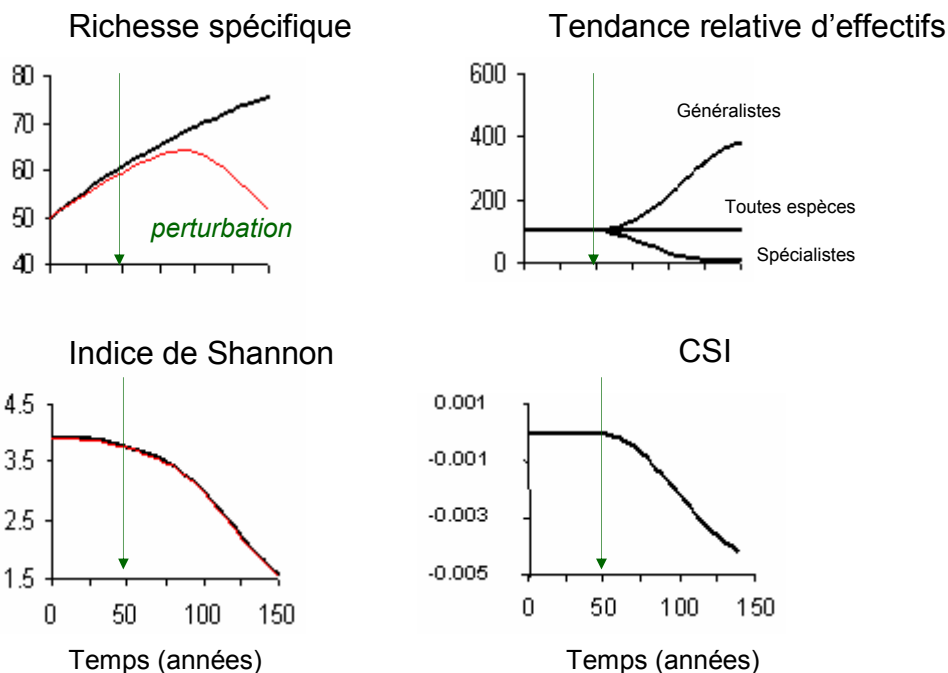 Richesse spécifique
80
70
60
50
40
perturbation
Tendance relative d’effectifs
600
400
200
0
Généralistes
Toutes espèces
Spécialistes
Indice de Shannon
4.5
3.5
2.5
1.5
0 50 100 150
Temps (années)
CSI
0.001
-0.001
-0.003
-0.005
0 50 100 150
Temps (années)